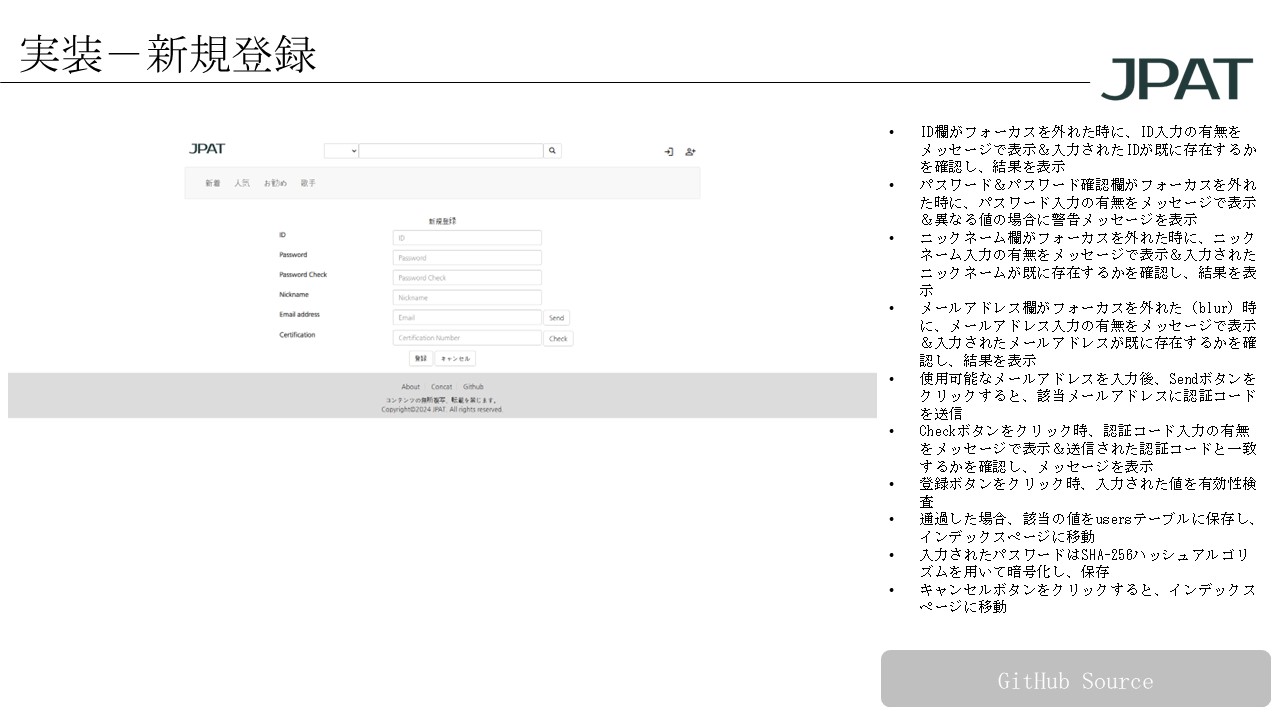 実装－新規登録
JPAT
JPAT
新着 人気 お勧め 歌手
新規登録
ID
ID
Password
Password
Password Check
Password Check
Nickname
Nickname
Email address
Email
Send
Certification
Certification Number
Check
登録 キャンセル
About Concat Github
コンテンツの無断複写、転載を禁じます。
Copyright©2024 JPAT. All rights reserved.
• ID欄がフォーカスを外れた時に、ID入力の有無を
メッセージで表示＆入力されたIDが既に存在するか
を確認し、結果を表示
• パスワード＆パスワード確認欄がフォーカスを外れ
た時に、パスワード入力の有無をメッセージで表示
＆異なる値の場合に警告メッセージを表示
• ニックネーム欄がフォーカスを外れた時に、ニック
ネーム入力の有無をメッセージで表示＆入力された
ニックネームが既に存在するかを確認し、結果を表
示
• メールアドレス欄がフォーカスを外れた（blur）時
に、メールアドレス入力の有無をメッセージで表示
＆入力されたメールアドレスが既に存在するかを確
認し、結果を表示
• 使用可能なメールアドレスを入力後、Sendボタンを
クリックすると、該当メールアドレスに認証コード
を送信
• Checkボタンをクリック時、認証コード入力の有無
をメッセージで表示＆送信された認証コードと一致
するかを確認し、メッセージを表示
• 登録ボタンをクリック時、入力された値を有効性検
査
• 通過した場合、該当の値をusersテーブルに保存し、
インデックスページに移動
• 入力されたパスワードはSHA-256ハッシュアルゴリ
ズムを用いて暗号化し、保存
• キャンセルボタンをクリックすると、インデックス
ページに移動
GitHub Source